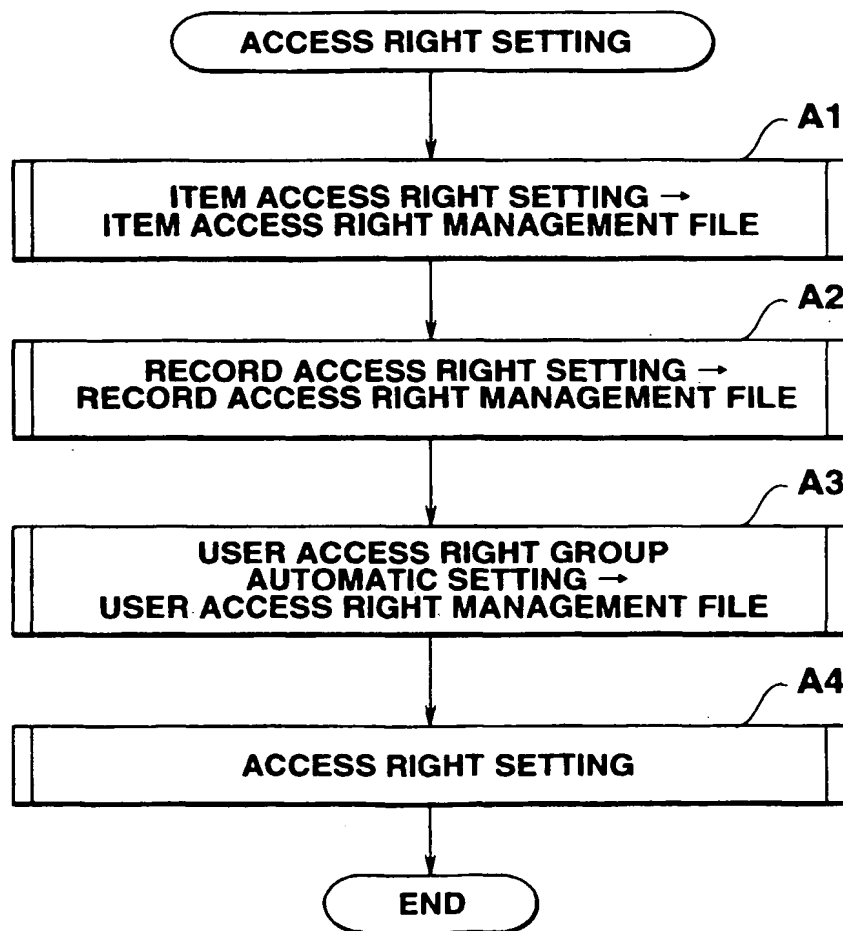 ACCESS RIGHT SETTING
A1
ITEM ACCESS RIGHT SETTING →
ITEM ACCESS RIGHT MANAGEMENT FILE
A2
RECORD ACCESS RIGHT SETTING →
RECORD ACCESS RIGHT MANAGEMENT FILE
A3
USER ACCESS RIGHT GROUP
AUTOMATIC SETTING →
USER ACCESS RIGHT MANAGEMENT FILE
A4
ACCESS RIGHT SETTING
END